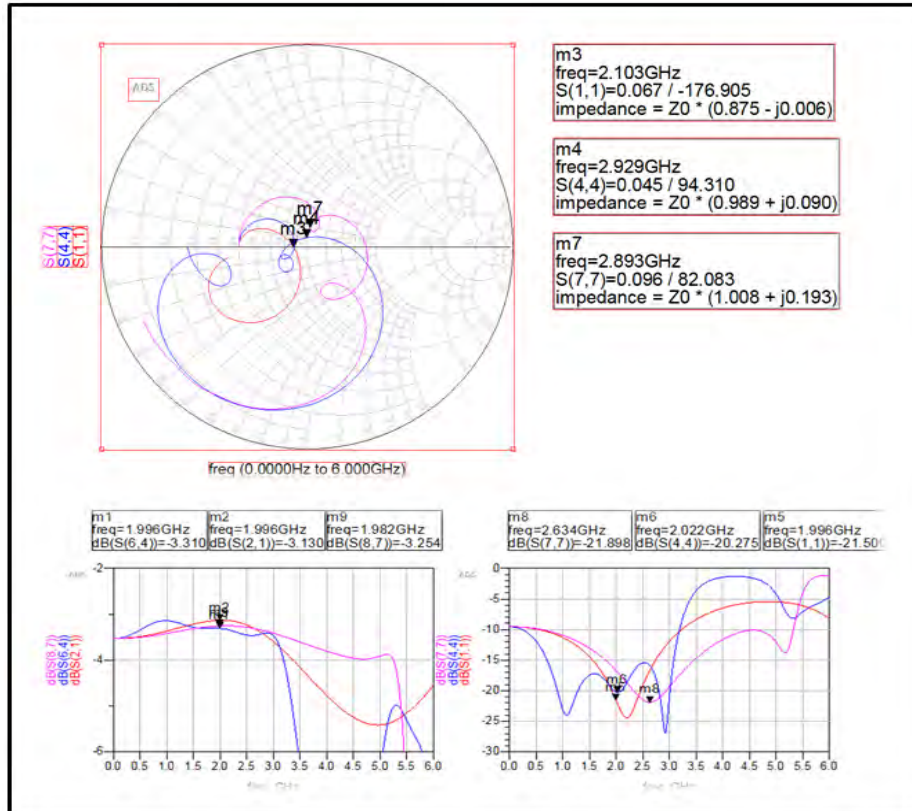 ADS
m3
freq=2.103GHz
S(1,1)=0.067 / -176.905
impedance = Z0 * (0.875 - j0.006)
m4
freq=2.929GHz
S(4,4)=0.045 / 94.310
impedance = Z0 * (0.989 + j0.090)
m7
freq=2.893GHz
S(7,7)=0.096 / 82.083
impedance = Z0 * (1.008 + j0.193)
m7
m4
m3
S(7,7)
S(4,4)
S(1,1)
freq (0.0000Hz to 6.000GHz)
m1
freq=1.996GHz
dB(S(6,4))=-3.310
m2
freq=1.996GHz
dB(S(2,1))=-3.130
m9
freq=1.982GHz
dB(S(8,7))=-3.254
m8
freq=2.634GHz
dB(S(7,7))=-21.898
m6
freq=2.022GHz
dB(S(4,4))=-20.275
m5
freq=1.996GHz
dB(S(1,1))=-21.500
-2
-4
-6
ADS
m2
dB(S(8,7))
dB(S(6,4))
dB(S(2,1))
0.0 0.5 1.0 1.5 2.0 2.5 3.0 3.5 4.0 4.5 5.0 5.5 6.0
freq, GHz
0
-5
-10
-15
-20
-25
-30
ADS
m6
m8
dB(S(7,7))
dB(S(4,4))
dB(S(1,1))
0.0 0.5 1.0 1.5 2.0 2.5 3.0 3.5 4.0 4.5 5.0 5.5 6.0
freq, GHz